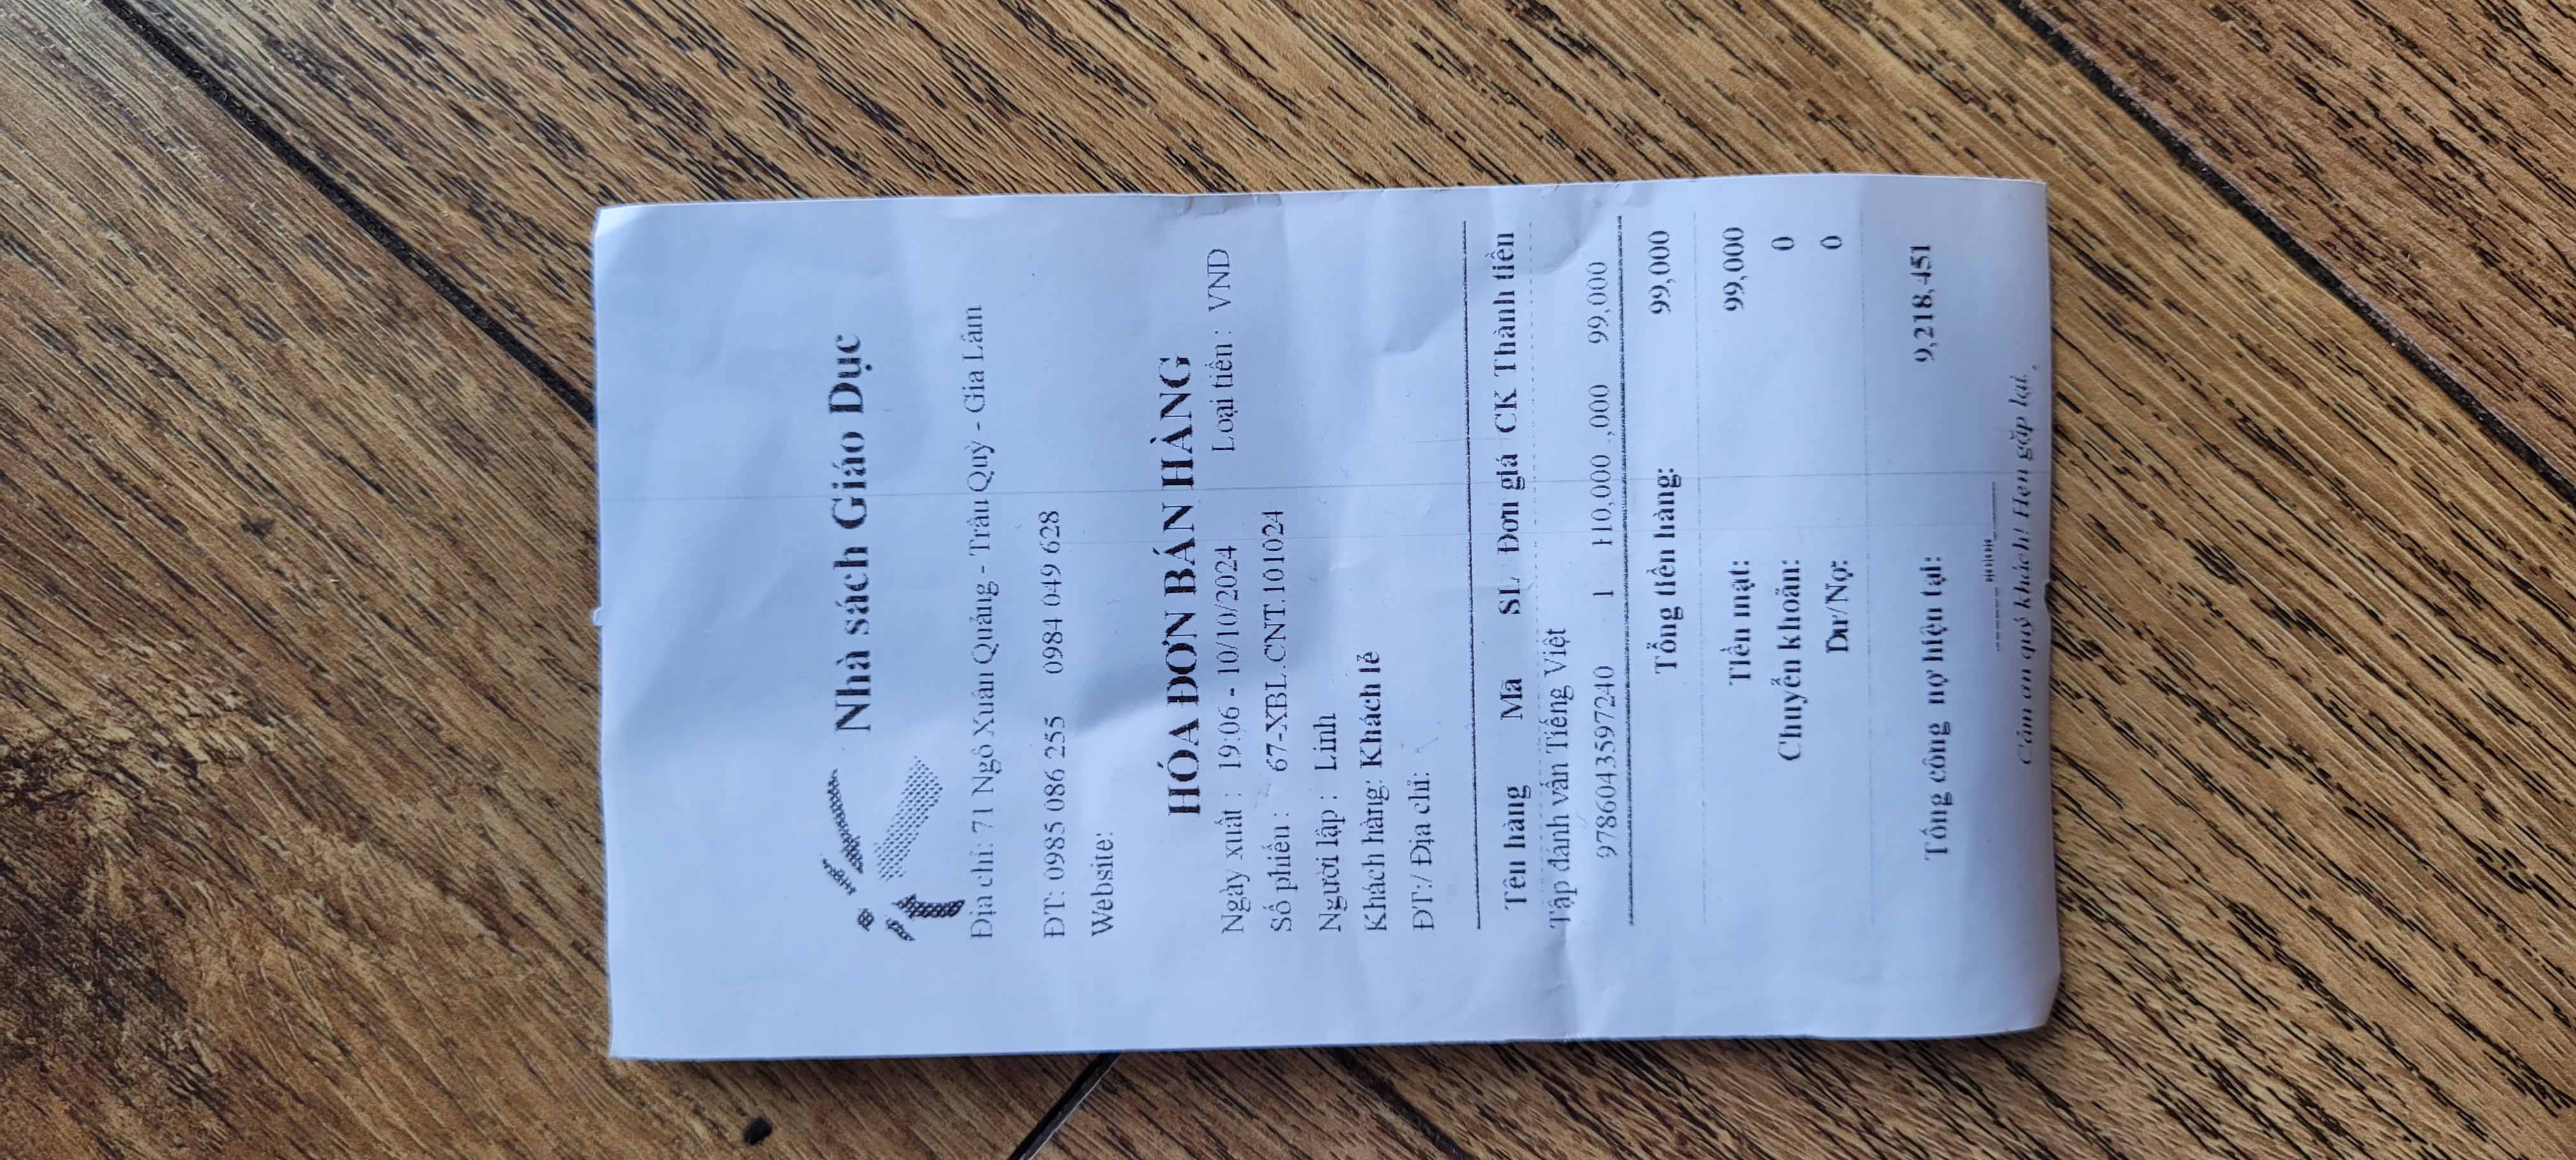 Nhà sách Giáo Dục
Địa chỉ: 71 Ngô Xuân Quảng - Trâu Quỳ - Gia Lâm
ĐT: 0985 086 255 0984 049 628
Website:
HÓA ĐƠN BÁN HÀNG
Ngày xuất : 19:06 - 10/10/2024 Loại tiền : VND
Số phiếu : 67-XBL.CNT.101024
Người lập : Linh
Khách hàng: Khách lẻ
ĐT:/ Địa chỉ:
Tên hàng Mã SL Đơn giá CK Thành tiền
Tập đánh vần Tiếng Việt
9786043597240 1 110,000 ,000 99,000
Tổng tiền hàng: 99,000
Tiền mặt: 99,000
Chuyển khoản: 0
Dư/Nợ: 0
Tổng công nợ hiện tại: 9,218,451
Cảm ơn quý khách! Hẹn gặp lại.